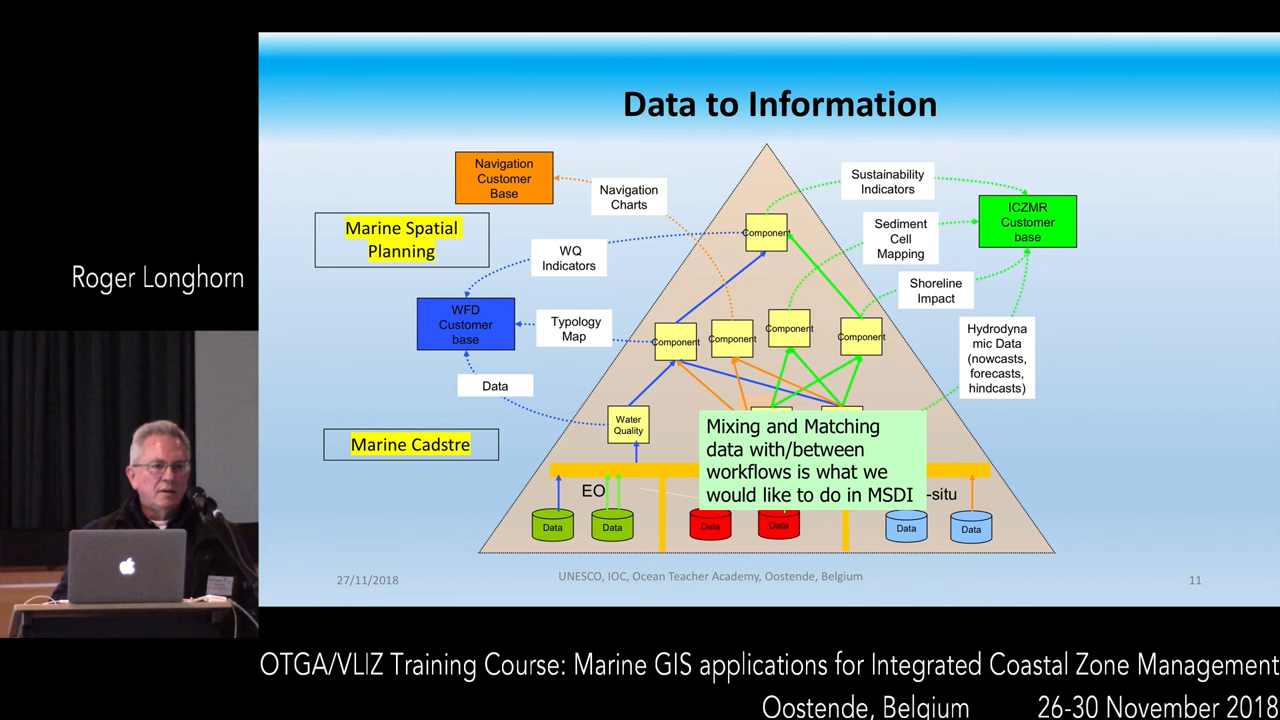 Data to Information
Navigation
Customer
Base
Navigation
Charts
Sustainability
Indicators
ICZMR
Customer
base
Marine Spatial
Planning
Component
Sediment
Cell
Mapping
WQ
Indicators
Roger Longhorn
Shoreline
Impact
WFD
Customer
base
Typology
Map
Component
Component
Component
Component
Hydrodyna
mic Data
(nowcasts,
forecasts,
hindcasts)
Data
Water
Quality
Marine Cadstre
Mixing and Matching
data with/between
workflows is what we
would like to do in MSDI
EO
-situ
Data
Data
Data
Data
Data
Data
27/11/2018
UNESCO, IOC, Ocean Teacher Academy, Oostende, Belgium
11
OTGA/VLIZ Training Course: Marine GIS applications for Integrated Coastal Zone Management
Oostende, Belgium 26-30 November 2018